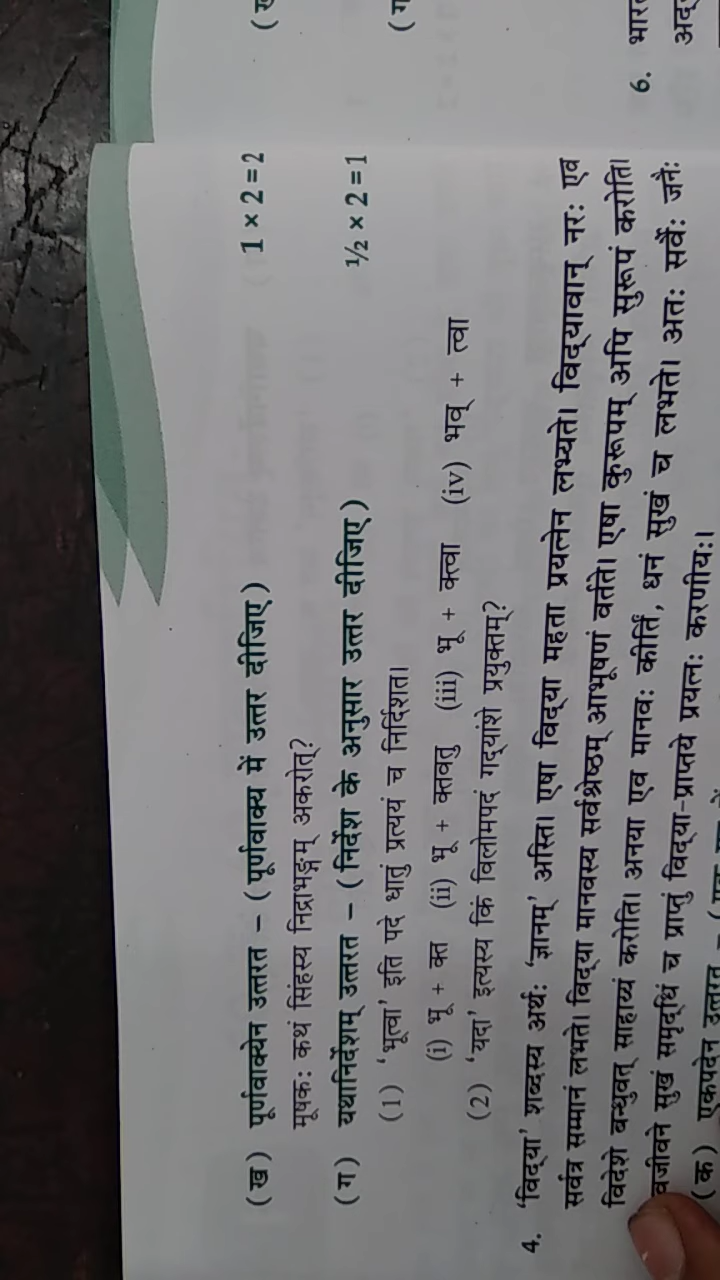 (ख) पूर्णवाक्येन उत्तरत – (पूर्णवाक्य में उत्तर दीजिए) 1 × 2 = 2
मूषकः कथं सिंहस्य निद्राभङ्गम् अकरोत्?
(ग) यथानिर्देशम् उत्तरत – (निर्देश के अनुसार उत्तर दीजिए) ½ × 2 = 1
(1) 'भूत्वा' इति पदे धातुं प्रत्ययं च निर्दिशत।
(i) भू + क्त (ii) भू + क्तवतु (iii) भू + क्त्वा (iv) भव् + त्वा
(2) 'यदा' इत्यस्य किं विलोमपदं गद्यांशे प्रयुक्तम्?
4. 'विद्या' शब्दस्य अर्थः 'ज्ञानम्' अस्ति। एषा विद्या महता प्रयत्नेन लभ्यते। विद्यावान् नरः एव
सर्वत्र सम्मानं लभते। विद्या मानवस्य सर्वश्रेष्ठम् आभूषणं वर्तते। एषा कुरूपम् अपि सुरूपं करोति।
विदेशे बन्धुवत् साहाय्यं करोति। अनया एव मानवः कीर्तिं, धनं सुखं च लभते। अतः सर्वैः जनैः
वजीवने सुखं समृद्धिं च प्राप्तुं विद्या-प्राप्तये प्रयत्नः करणीयः।
(क) एकपदेन उत्तरत –
6. भार